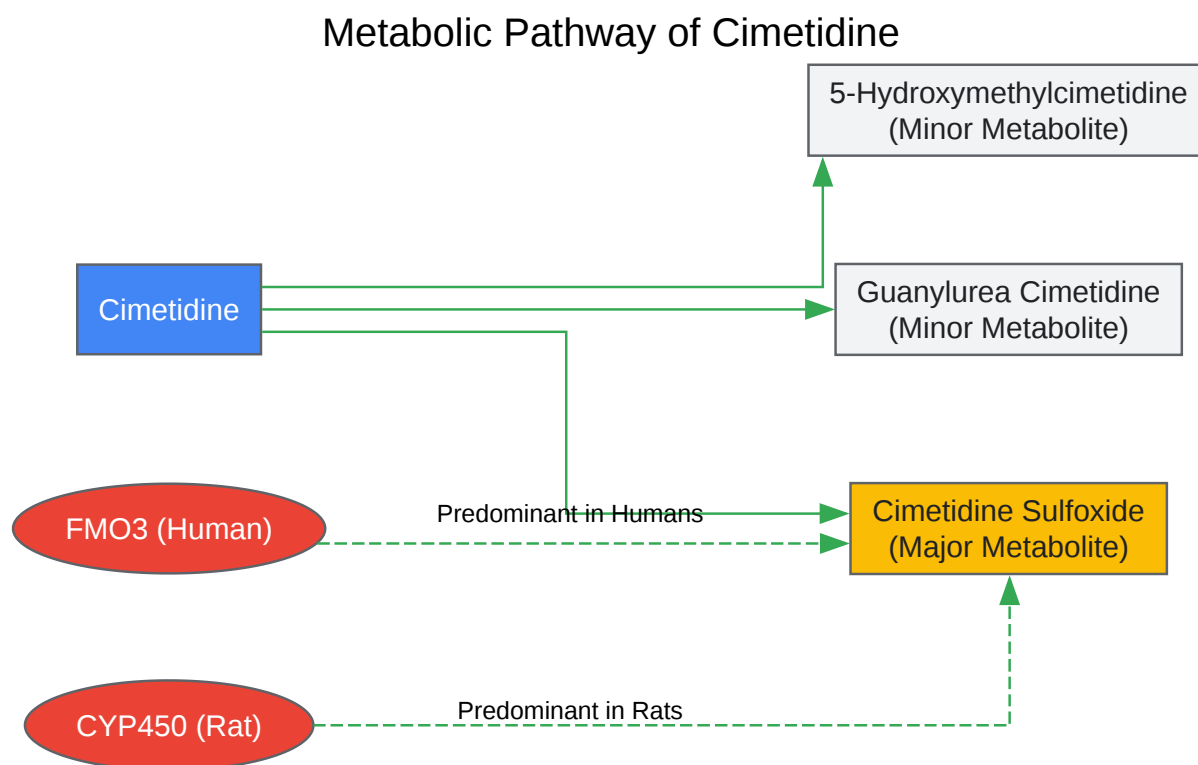 Metabolic Pathway of Cimetidine
5-Hydroxymethylcimetidine
(Minor Metabolite)
Cimetidine
Guanylurea Cimetidine
(Minor Metabolite)
FMO3 (Human)
Predominant in Humans
Cimetidine Sulfoxide
(Major Metabolite)
CYP450 (Rat)
Predominant in Rats